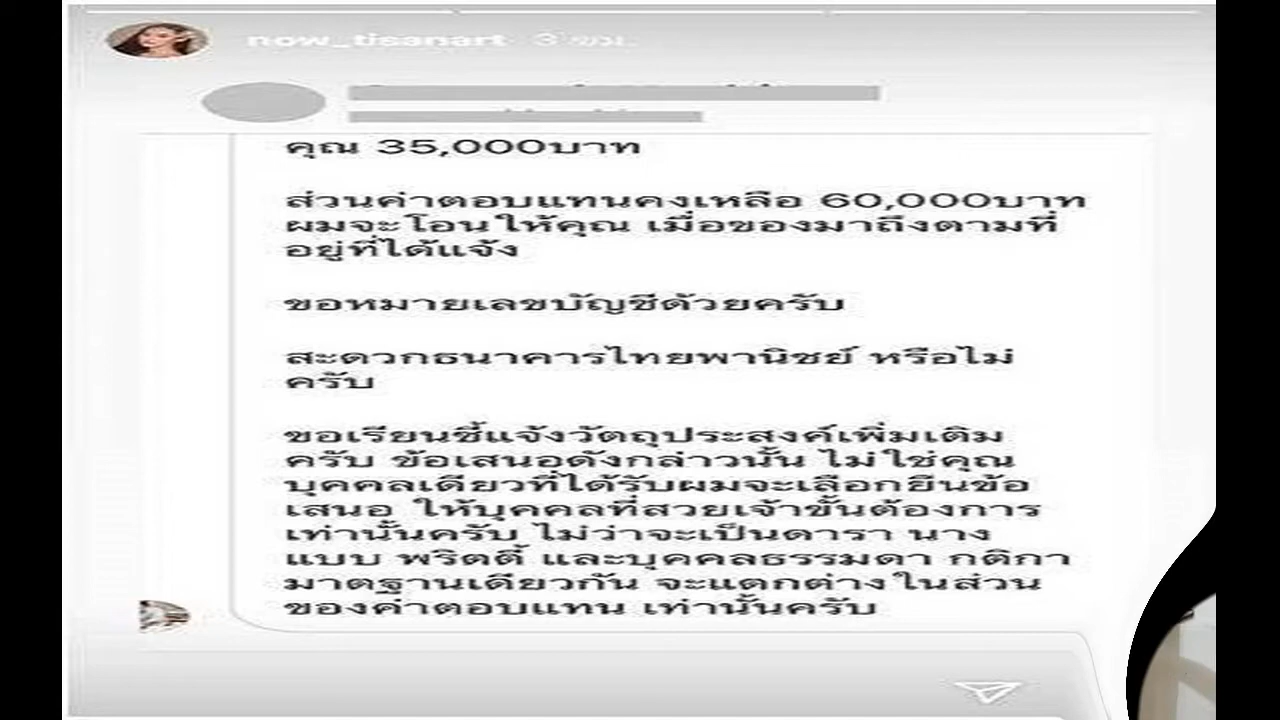 now_tisanart 3 ชม.
คุณ 35,000บาท
ส่วนค่าตอบแทนคงเหลือ 60,000บาท
ผมจะโอนให้คุณ เมื่อของมาถึงตามที่
อยู่ที่ได้แจ้ง
ขอหมายเลขบัญชีด้วยครับ
สะดวกธนาคารไทยพานิชย์ หรือไม่
ครับ
ขอเรียนชี้แจ้งวัตถุประสงค์เพิ่มเติม
ครับ ข้อเสนอดังกล่าวนั้น ไม่ใช่คุณ
บุคคลเดียวที่ได้รับผมจะเลือกยืนข้อ
เสนอ ให้บุคคลที่สวยเจ้าขั้นต้องการ
เท่านั้นครับ ไม่ว่าจะเป็นดารา นาง
แบบ พริตตี้ และบุคคลธรรมดา กติกา
มาตฐานเดียวกัน จะแตกต่างในส่วน
ของค่าตอบแทน เท่านั้นครับ